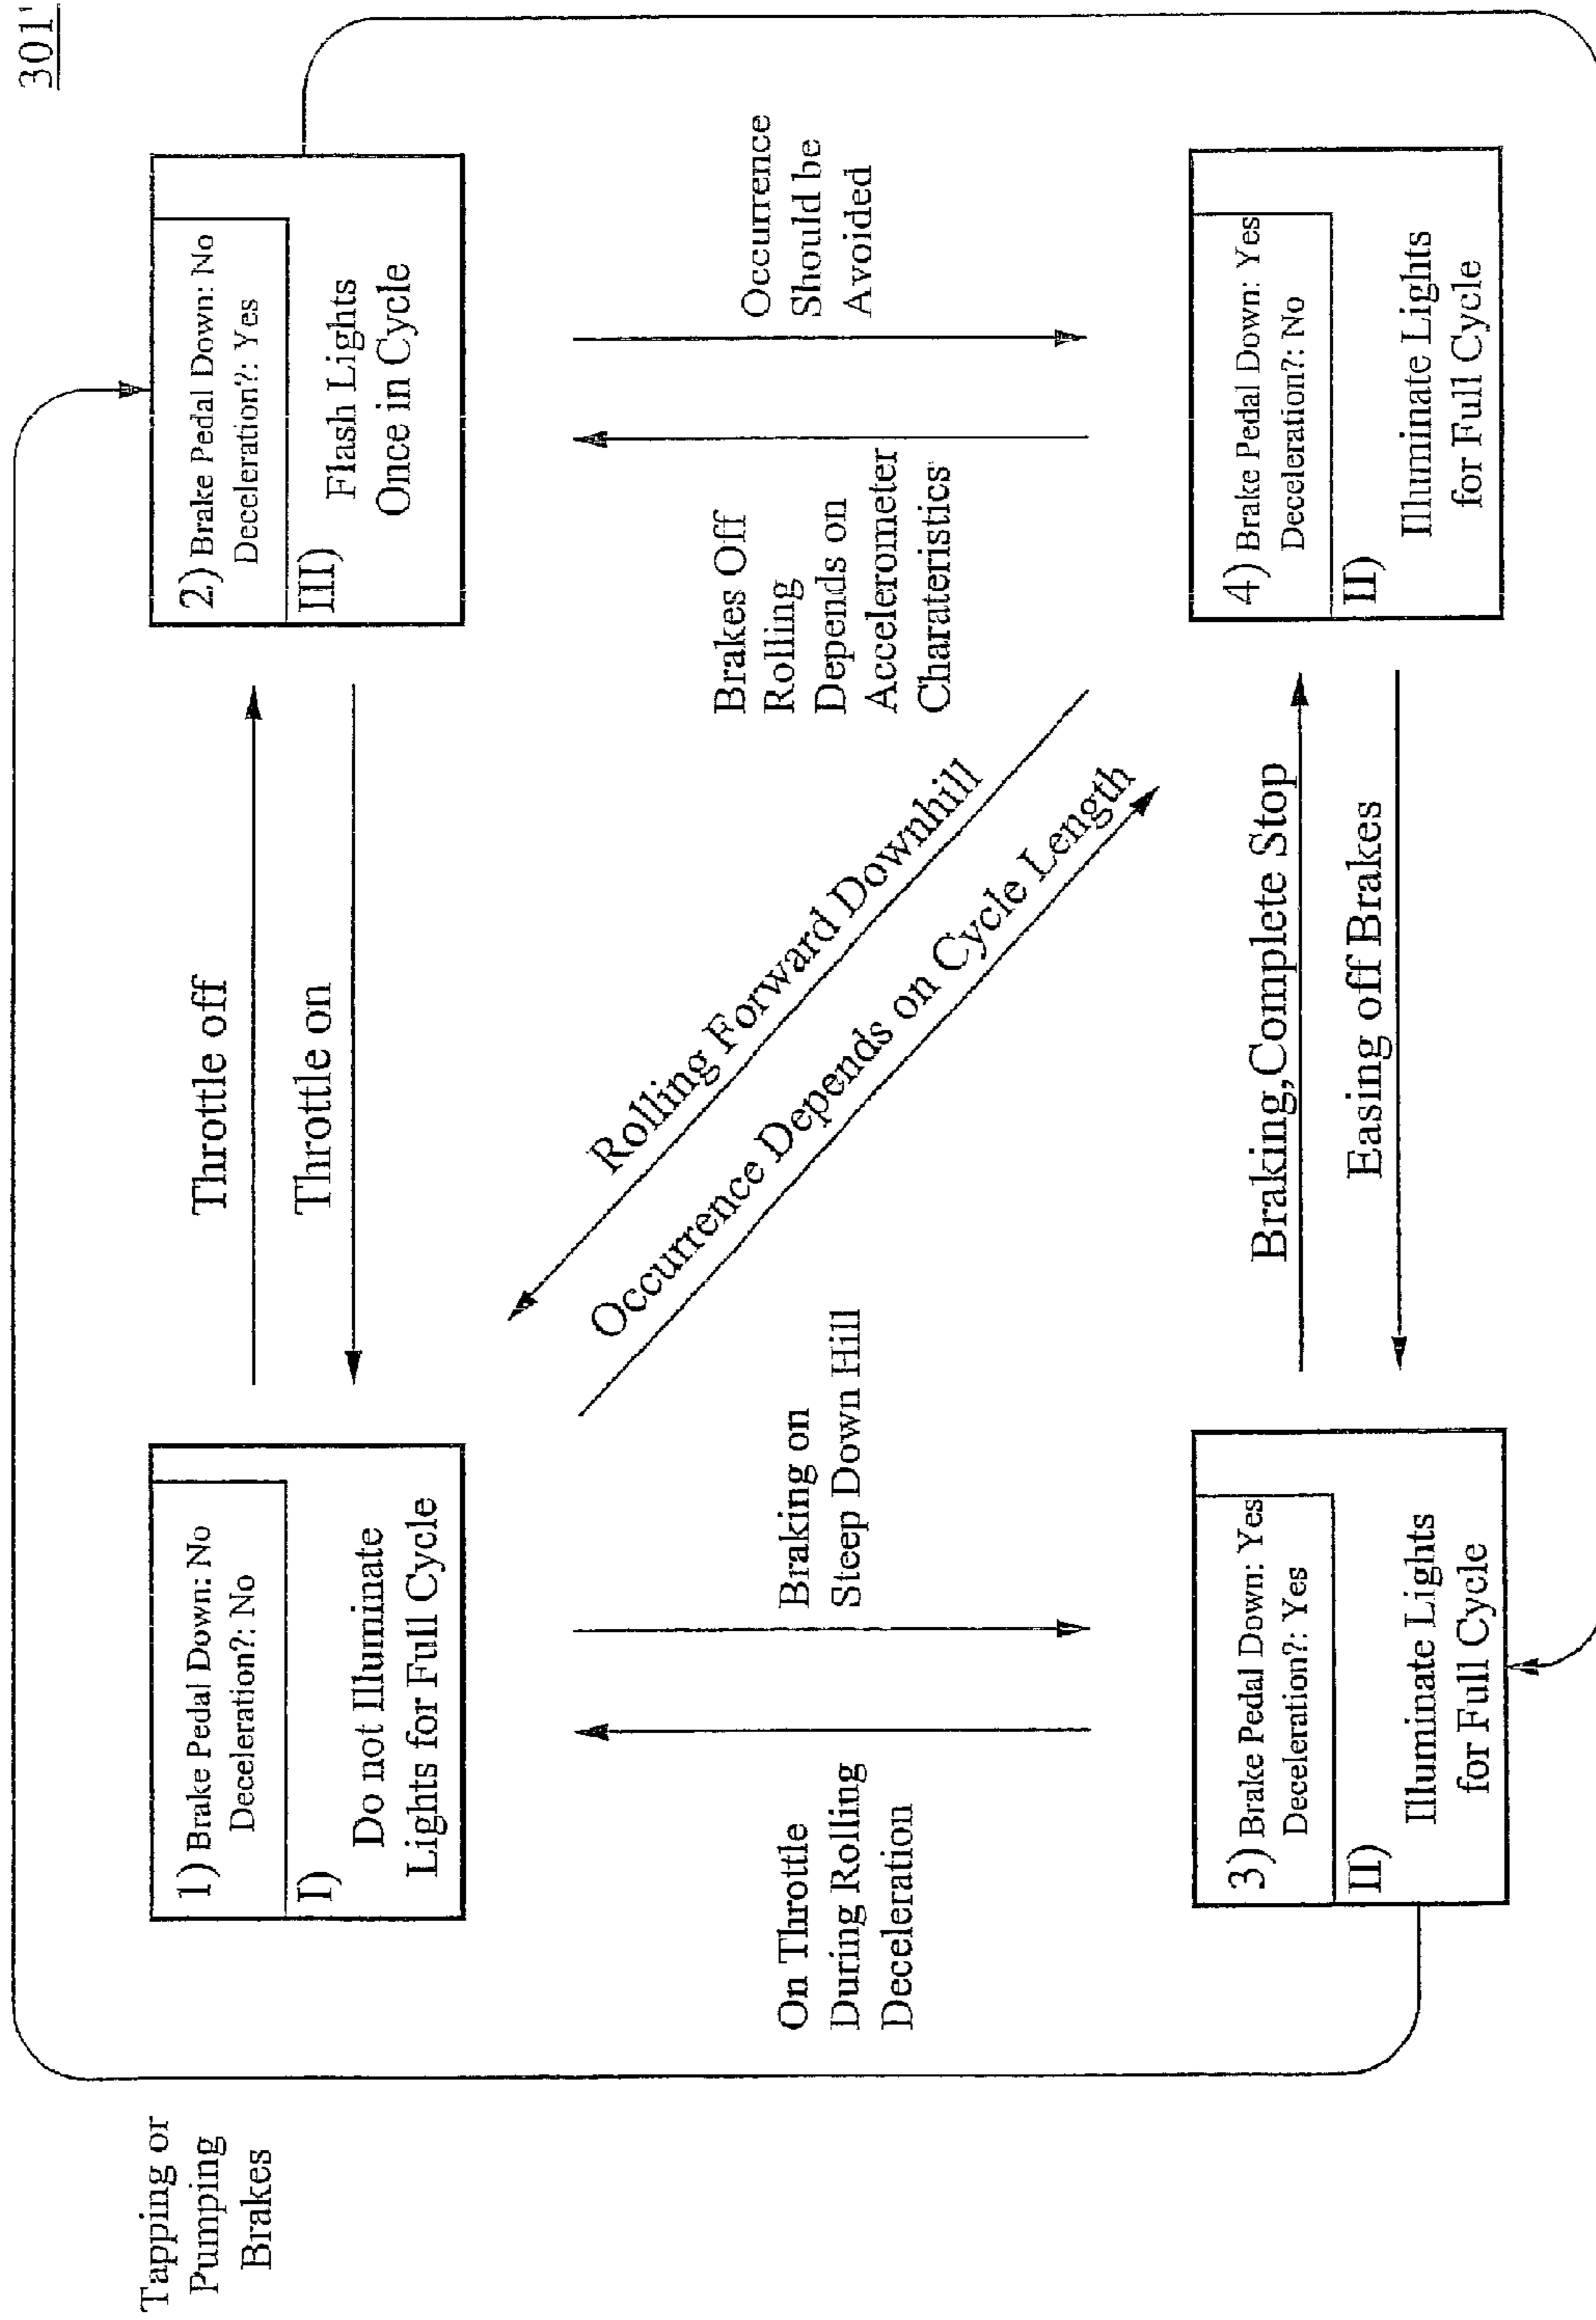 301'
Tapping or
Pumping
Brakes
1) Brake Pedal Down: No
Deceleration?: No
I)
Do not Illuminate
Lights for Full Cycle
Throttle off
Throttle on
2) Brake Pedal Down: No
Deceleration?: Yes
III)
Flash Lights
Once in Cycle
On Throttle
During Rolling
Deceleration
Braking on
Steep Down Hill
Rolling Forward Downhill
Occurrence Depends on Cycle Length
Brakes Off
Rolling
Depends on
Accelerometer
Charateristics
Occurrence
Should be
Avoided
3) Brake Pedal Down: Yes
Deceleration?: Yes
II)
Illuminate Lights
for Full Cycle
Braking,Complete Stop
Easing off Brakes
4) Brake Pedal Down: Yes
Deceleration?: No
II)
Illuminate Lights
for Full Cycle